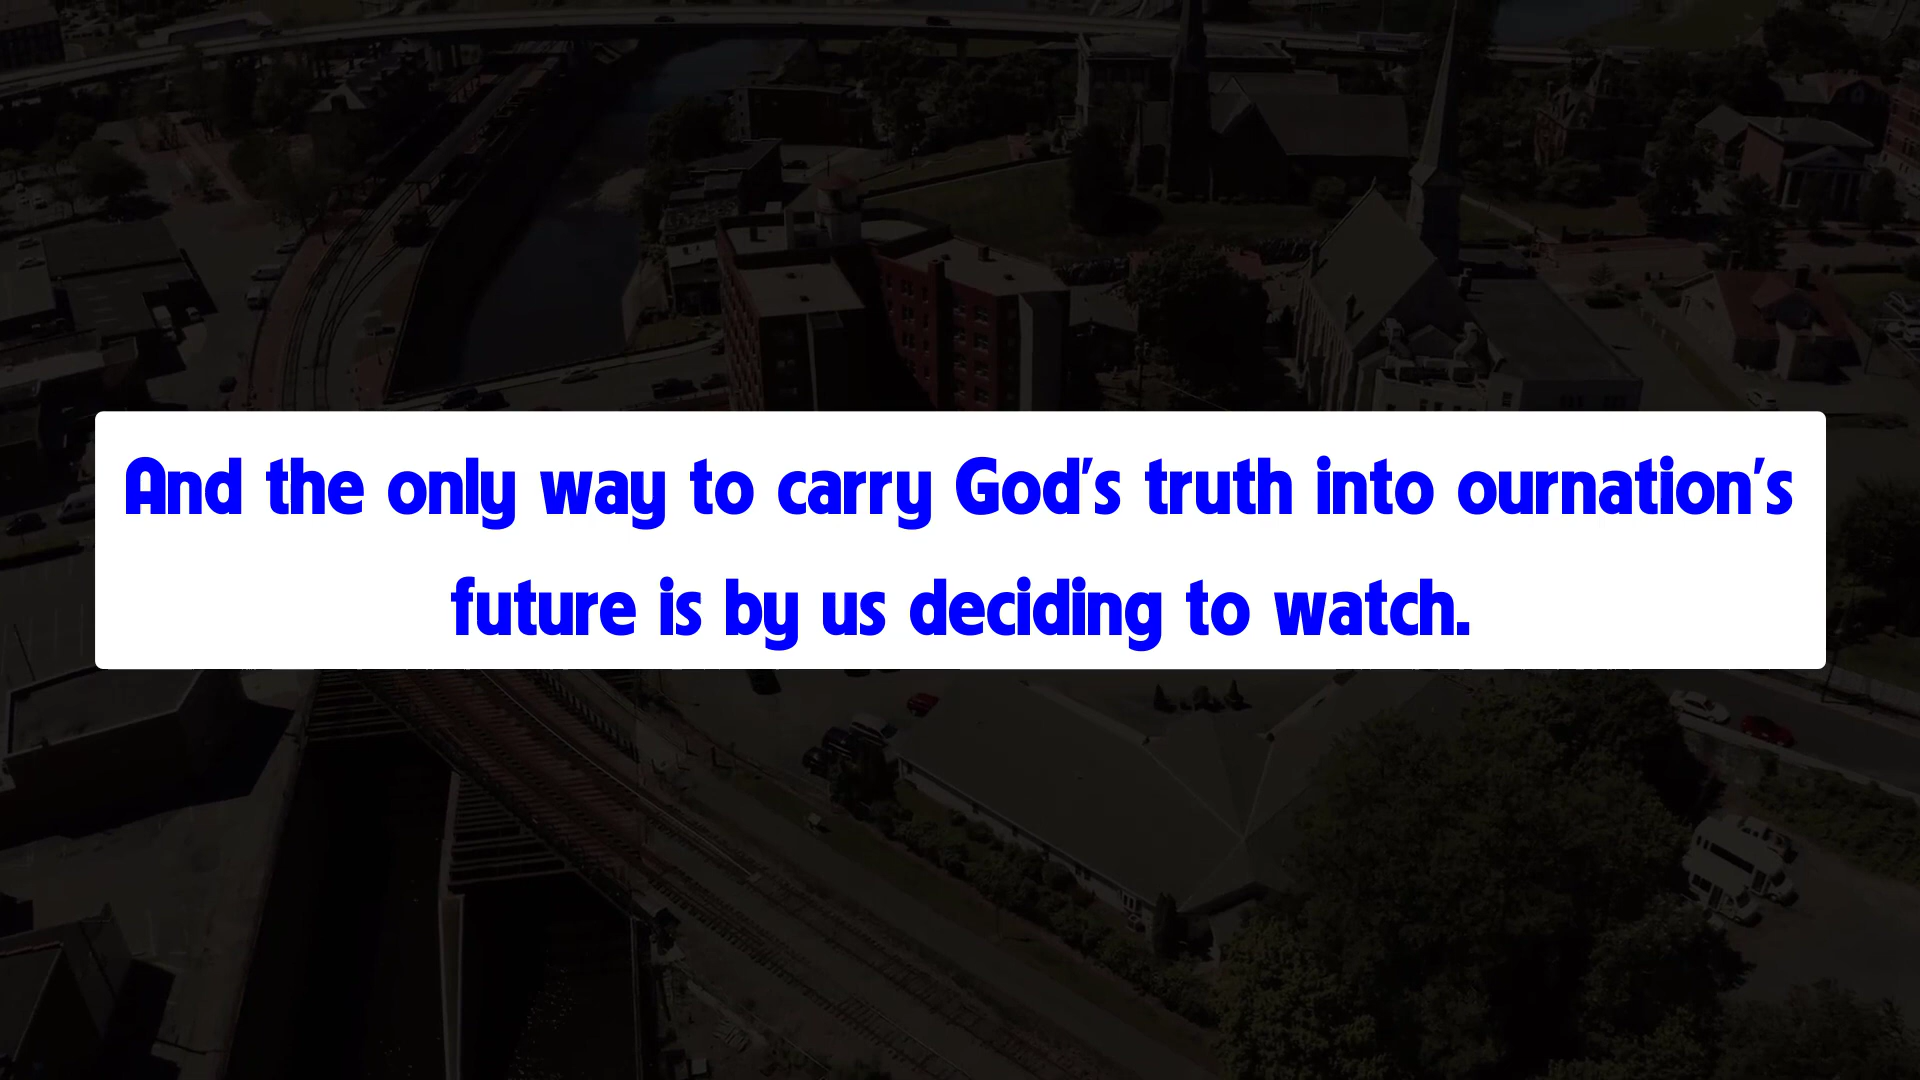 And the only way to carry God's truth into ournation's
future is by us deciding to watch.